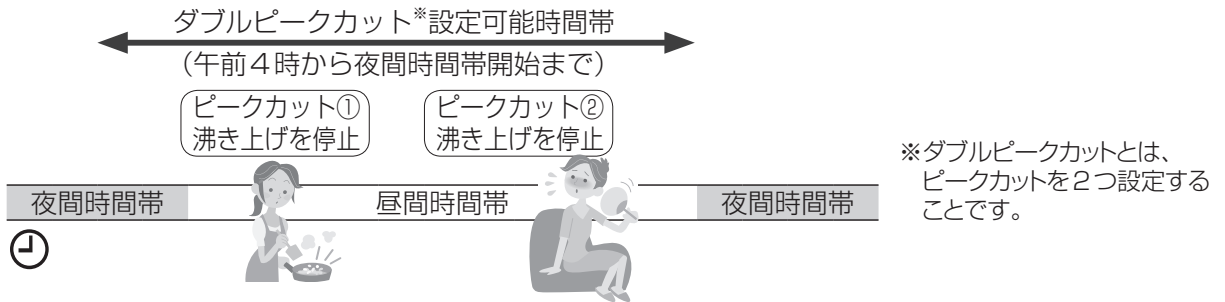 ダブルピークカット※設定可能時間帯
(午前4時から夜間時間帯開始まで)
ピークカット①
沸き上げを停止
ピークカット②
沸き上げを停止
※ダブルピークカットとは、
ピークカットを2つ設定する
ことです。
夜間時間帯
昼間時間帯
夜間時間帯